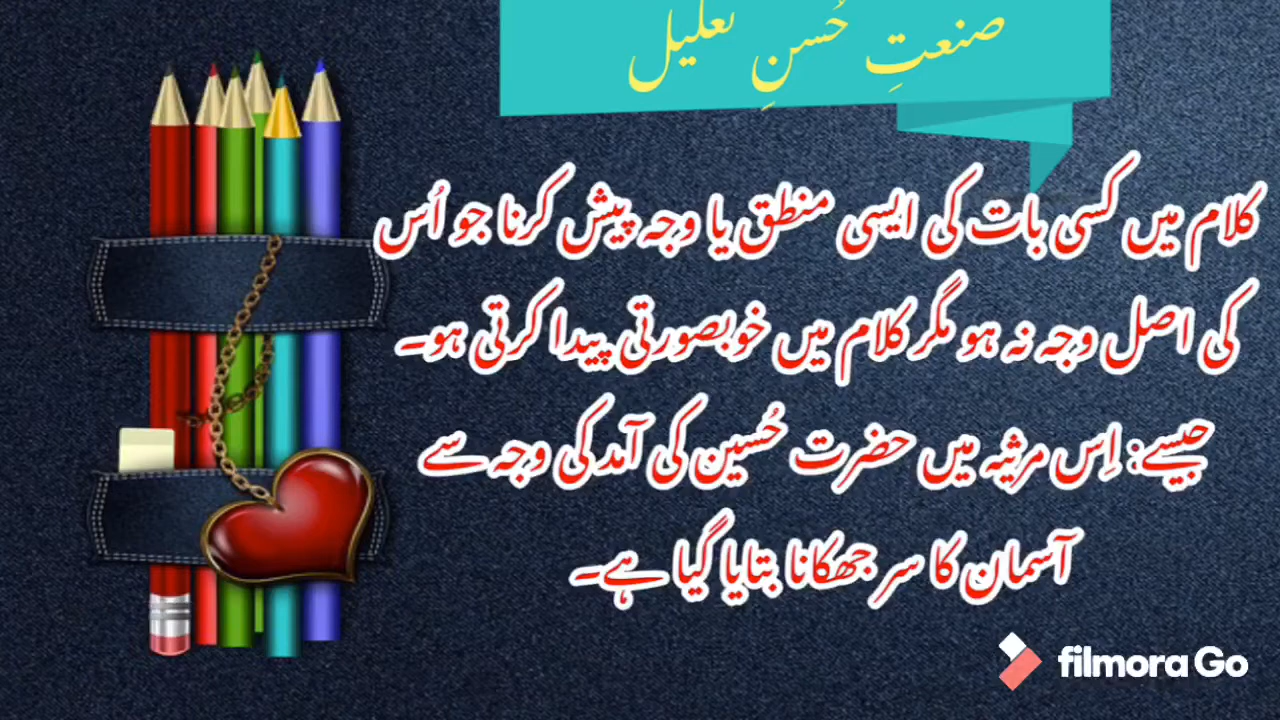 صنعتِ حُسنِ تعلیل
کلام میں کسی بات کی ایسی منطق یا وجہ پیش کرنا جو اُس
کی اصل وجہ نہ ہو مگر کلام میں خوبصورتی پیدا کرتی ہو۔
جیسے: اِس مرثیہ میں حضرت حُسین کی آمد کی وجہ سے
آسمان کا سر جھکانا بتایا گیا ہے۔
filmora Go